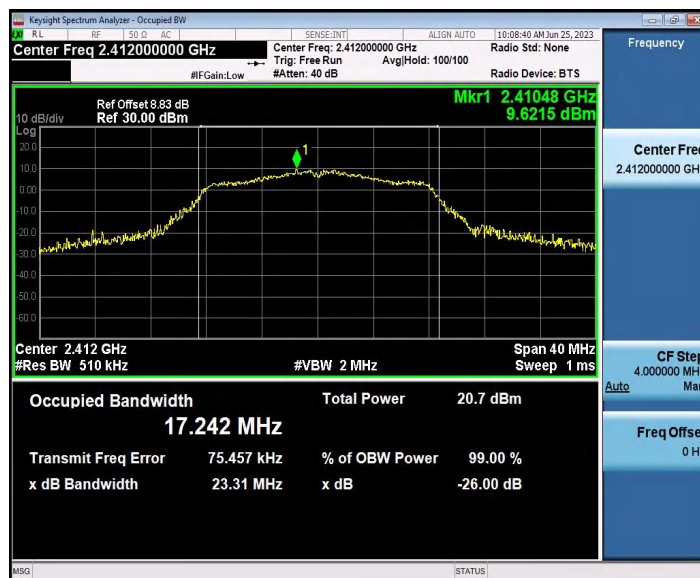 Keysight Spectrum Analyzer - Occupied BW
LXI RL RF 50 Ω AC SENSE:INT ALIGN AUTO 10:08:40 AM Jun 25, 2023
Center Freq 2.412000000 GHz
Center Freq: 2.412000000 GHz
Radio Std: None
Trig: Free Run Avg|Hold: 100/100
#IFGain:Low #Atten: 40 dB Radio Device: BTS
Frequency
Ref Offset 8.83 dB
Mkr1 2.41048 GHz
10 dB/div Ref 30.00 dBm 9.6215 dBm
Log
20.0
10.0
0.00
-10.0
-20.0
-30.0
-40.0
-50.0
-60.0
1
Center 2.412 GHz Span 40 MHz
#Res BW 510 kHz #VBW 2 MHz Sweep 1 ms
Occupied Bandwidth Total Power 20.7 dBm
17.242 MHz
Transmit Freq Error 75.457 kHz % of OBW Power 99.00 %
x dB Bandwidth 23.31 MHz x dB -26.00 dB
Center Fre
2.412000000 GH
CF Step
4.000000 MH
Auto Ma
Freq Offse
0 H
MSG STATUS